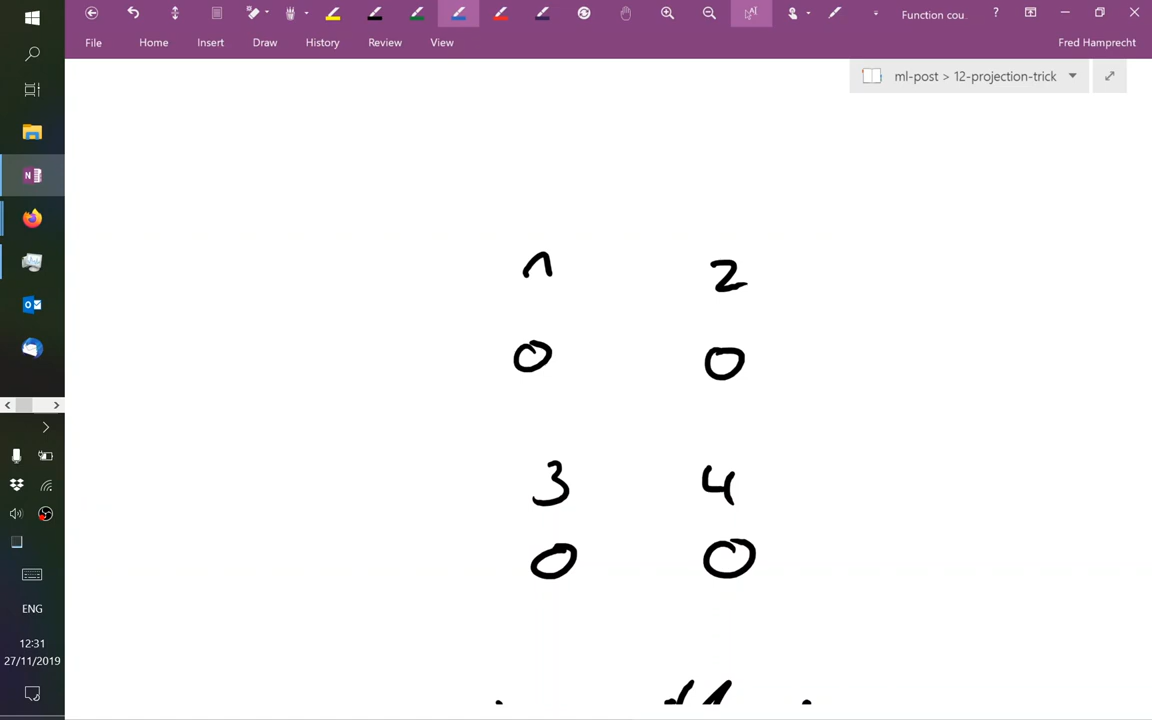 Function cou...
File Home Insert Draw History Review View Fred Hamprecht
ml-post > 12-projection-trick
1 2
0 0
3 4
0 0
ENG
12:31
27/11/2019